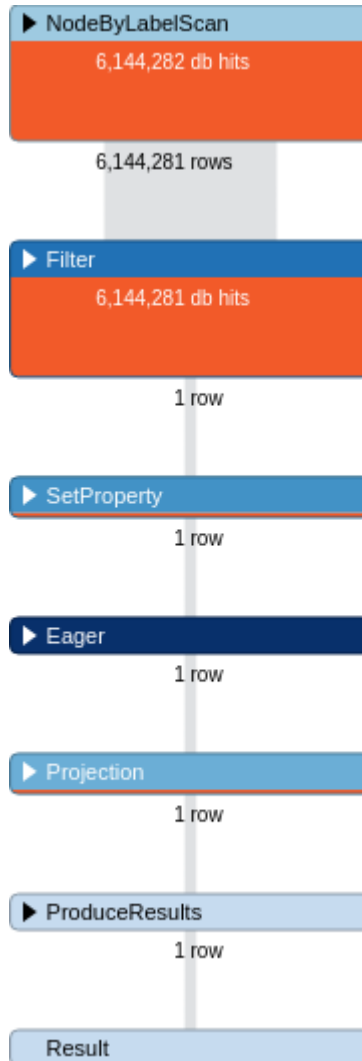 NodeByLabelScan
6,144,282 db hits
6,144,281 rows
Filter
6,144,281 db hits
1 row
SetProperty
1 row
Eager
1 row
Projection
1 row
ProduceResults
1 row
Result